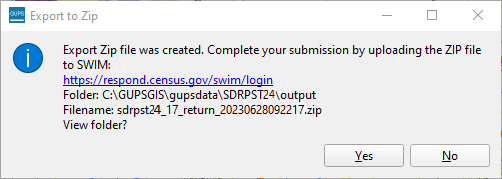 GUPS Export to Zip
Export Zip file was created. Complete your submission by uploading the ZIP file
to SWIM:
https://respond.census.gov/swim/login
Folder: C:\GUPSGIS\gupsdata\SDRPST24\output
Filename: sdrpst24_17_return_20230628092217.zip
View folder?
Yes No